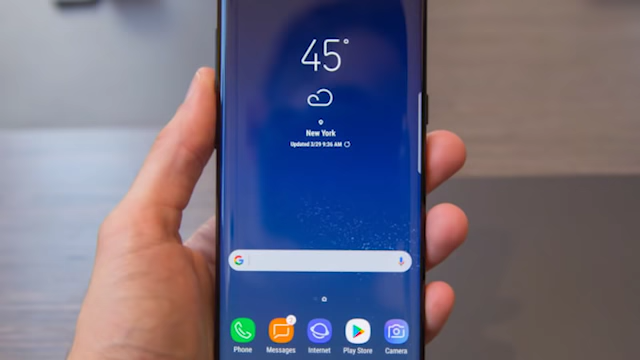 45°
New York
Updated 3/29 9:36 AM
Phone
Messages
Internet
Play Store
Camera